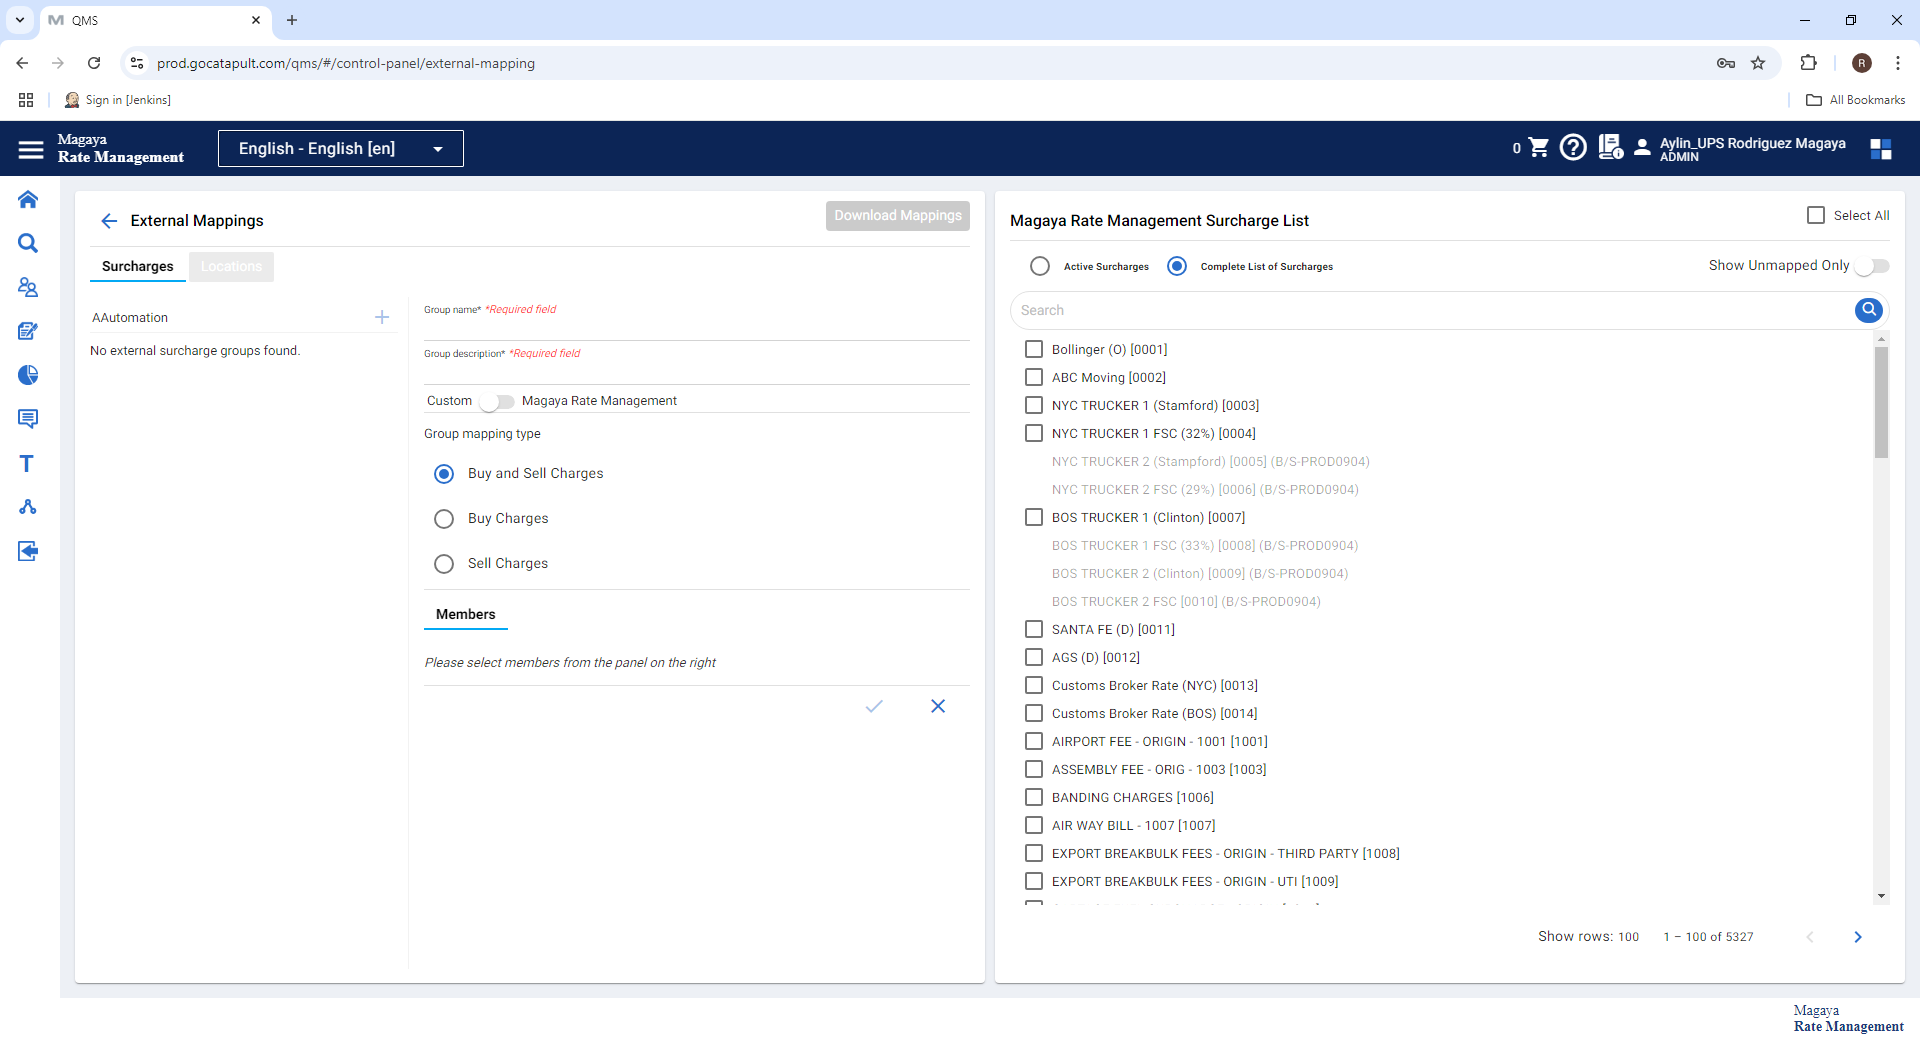 QMS
prod.gocatapult.com/qms/#/control-panel/external-mapping
R
Sign in [Jenkins]
All Bookmarks
Magaya
Rate Management
English - English [en]
0
Aylin_UPS Rodriguez Magaya
ADMIN
External Mappings
Download Mappings
Surcharges
Locations
AAutomation
No external surcharge groups found.
Group name* *Required field
Group description* *Required field
Custom
Magaya Rate Management
Group mapping type
Buy and Sell Charges
Buy Charges
Sell Charges
Members
Please select members from the panel on the right
Magaya Rate Management Surcharge List
Select All
Active Surcharges
Complete List of Surcharges
Show Unmapped Only
Search
Bollinger (O) [0001]
ABC Moving [0002]
NYC TRUCKER 1 (Stamford) [0003]
NYC TRUCKER 1 FSC (32%) [0004]
NYC TRUCKER 2 (Stampford) [0005] (B/S-PROD0904)
NYC TRUCKER 2 FSC (29%) [0006] (B/S-PROD0904)
BOS TRUCKER 1 (Clinton) [0007]
BOS TRUCKER 1 FSC (33%) [0008] (B/S-PROD0904)
BOS TRUCKER 2 (Clinton) [0009] (B/S-PROD0904)
BOS TRUCKER 2 FSC [0010] (B/S-PROD0904)
SANTA FE (D) [0011]
AGS (D) [0012]
Customs Broker Rate (NYC) [0013]
Customs Broker Rate (BOS) [0014]
AIRPORT FEE - ORIGIN - 1001 [1001]
ASSEMBLY FEE - ORIG - 1003 [1003]
BANDING CHARGES [1006]
AIR WAY BILL - 1007 [1007]
EXPORT BREAKBULK FEES - ORIGIN - THIRD PARTY [1008]
EXPORT BREAKBULK FEES - ORIGIN - UTI [1009]
Show rows: 100
1 – 100 of 5327
Magaya
Rate Management